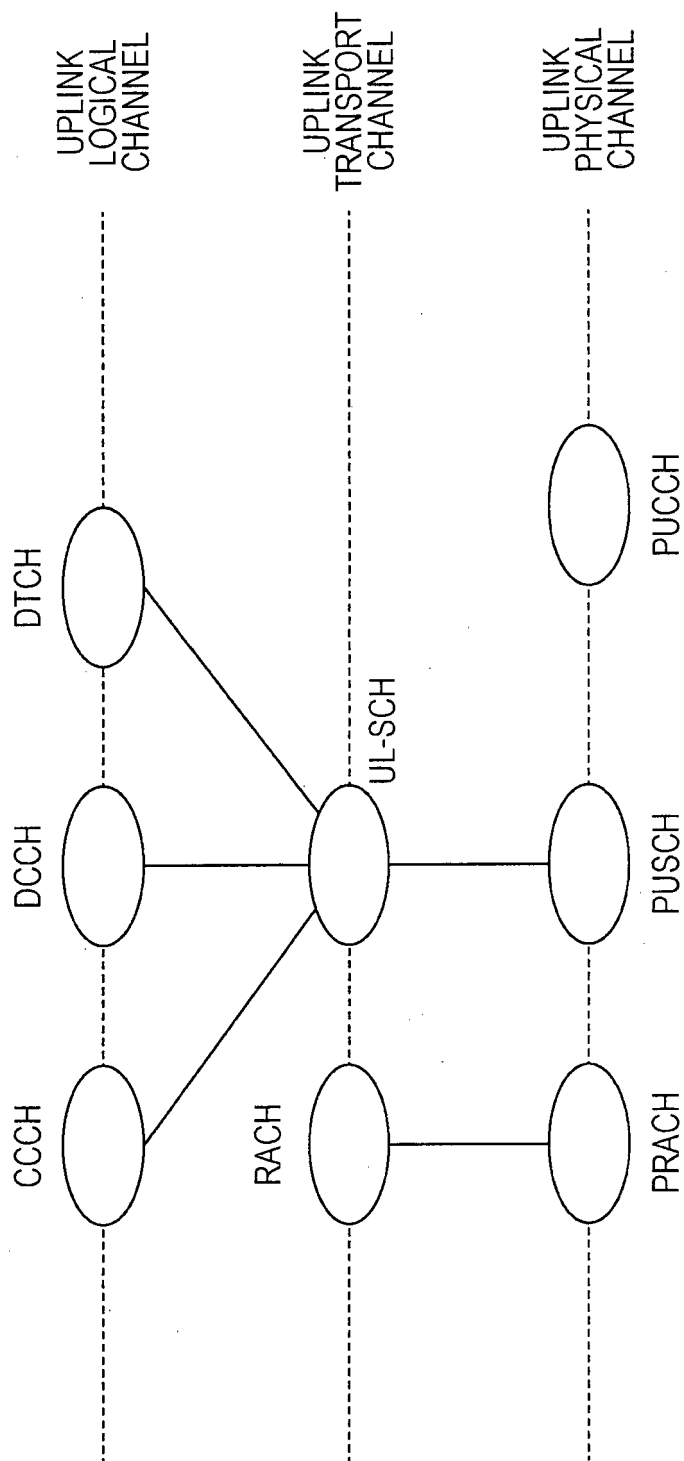 CCCH
DCCH
DTCH
UPLINK
LOGICAL
CHANNEL
RACH
UL-SCH
UPLINK
TRANSPORT
CHANNEL
PRACH
PUSCH
PUCCH
UPLINK
PHYSICAL
CHANNEL